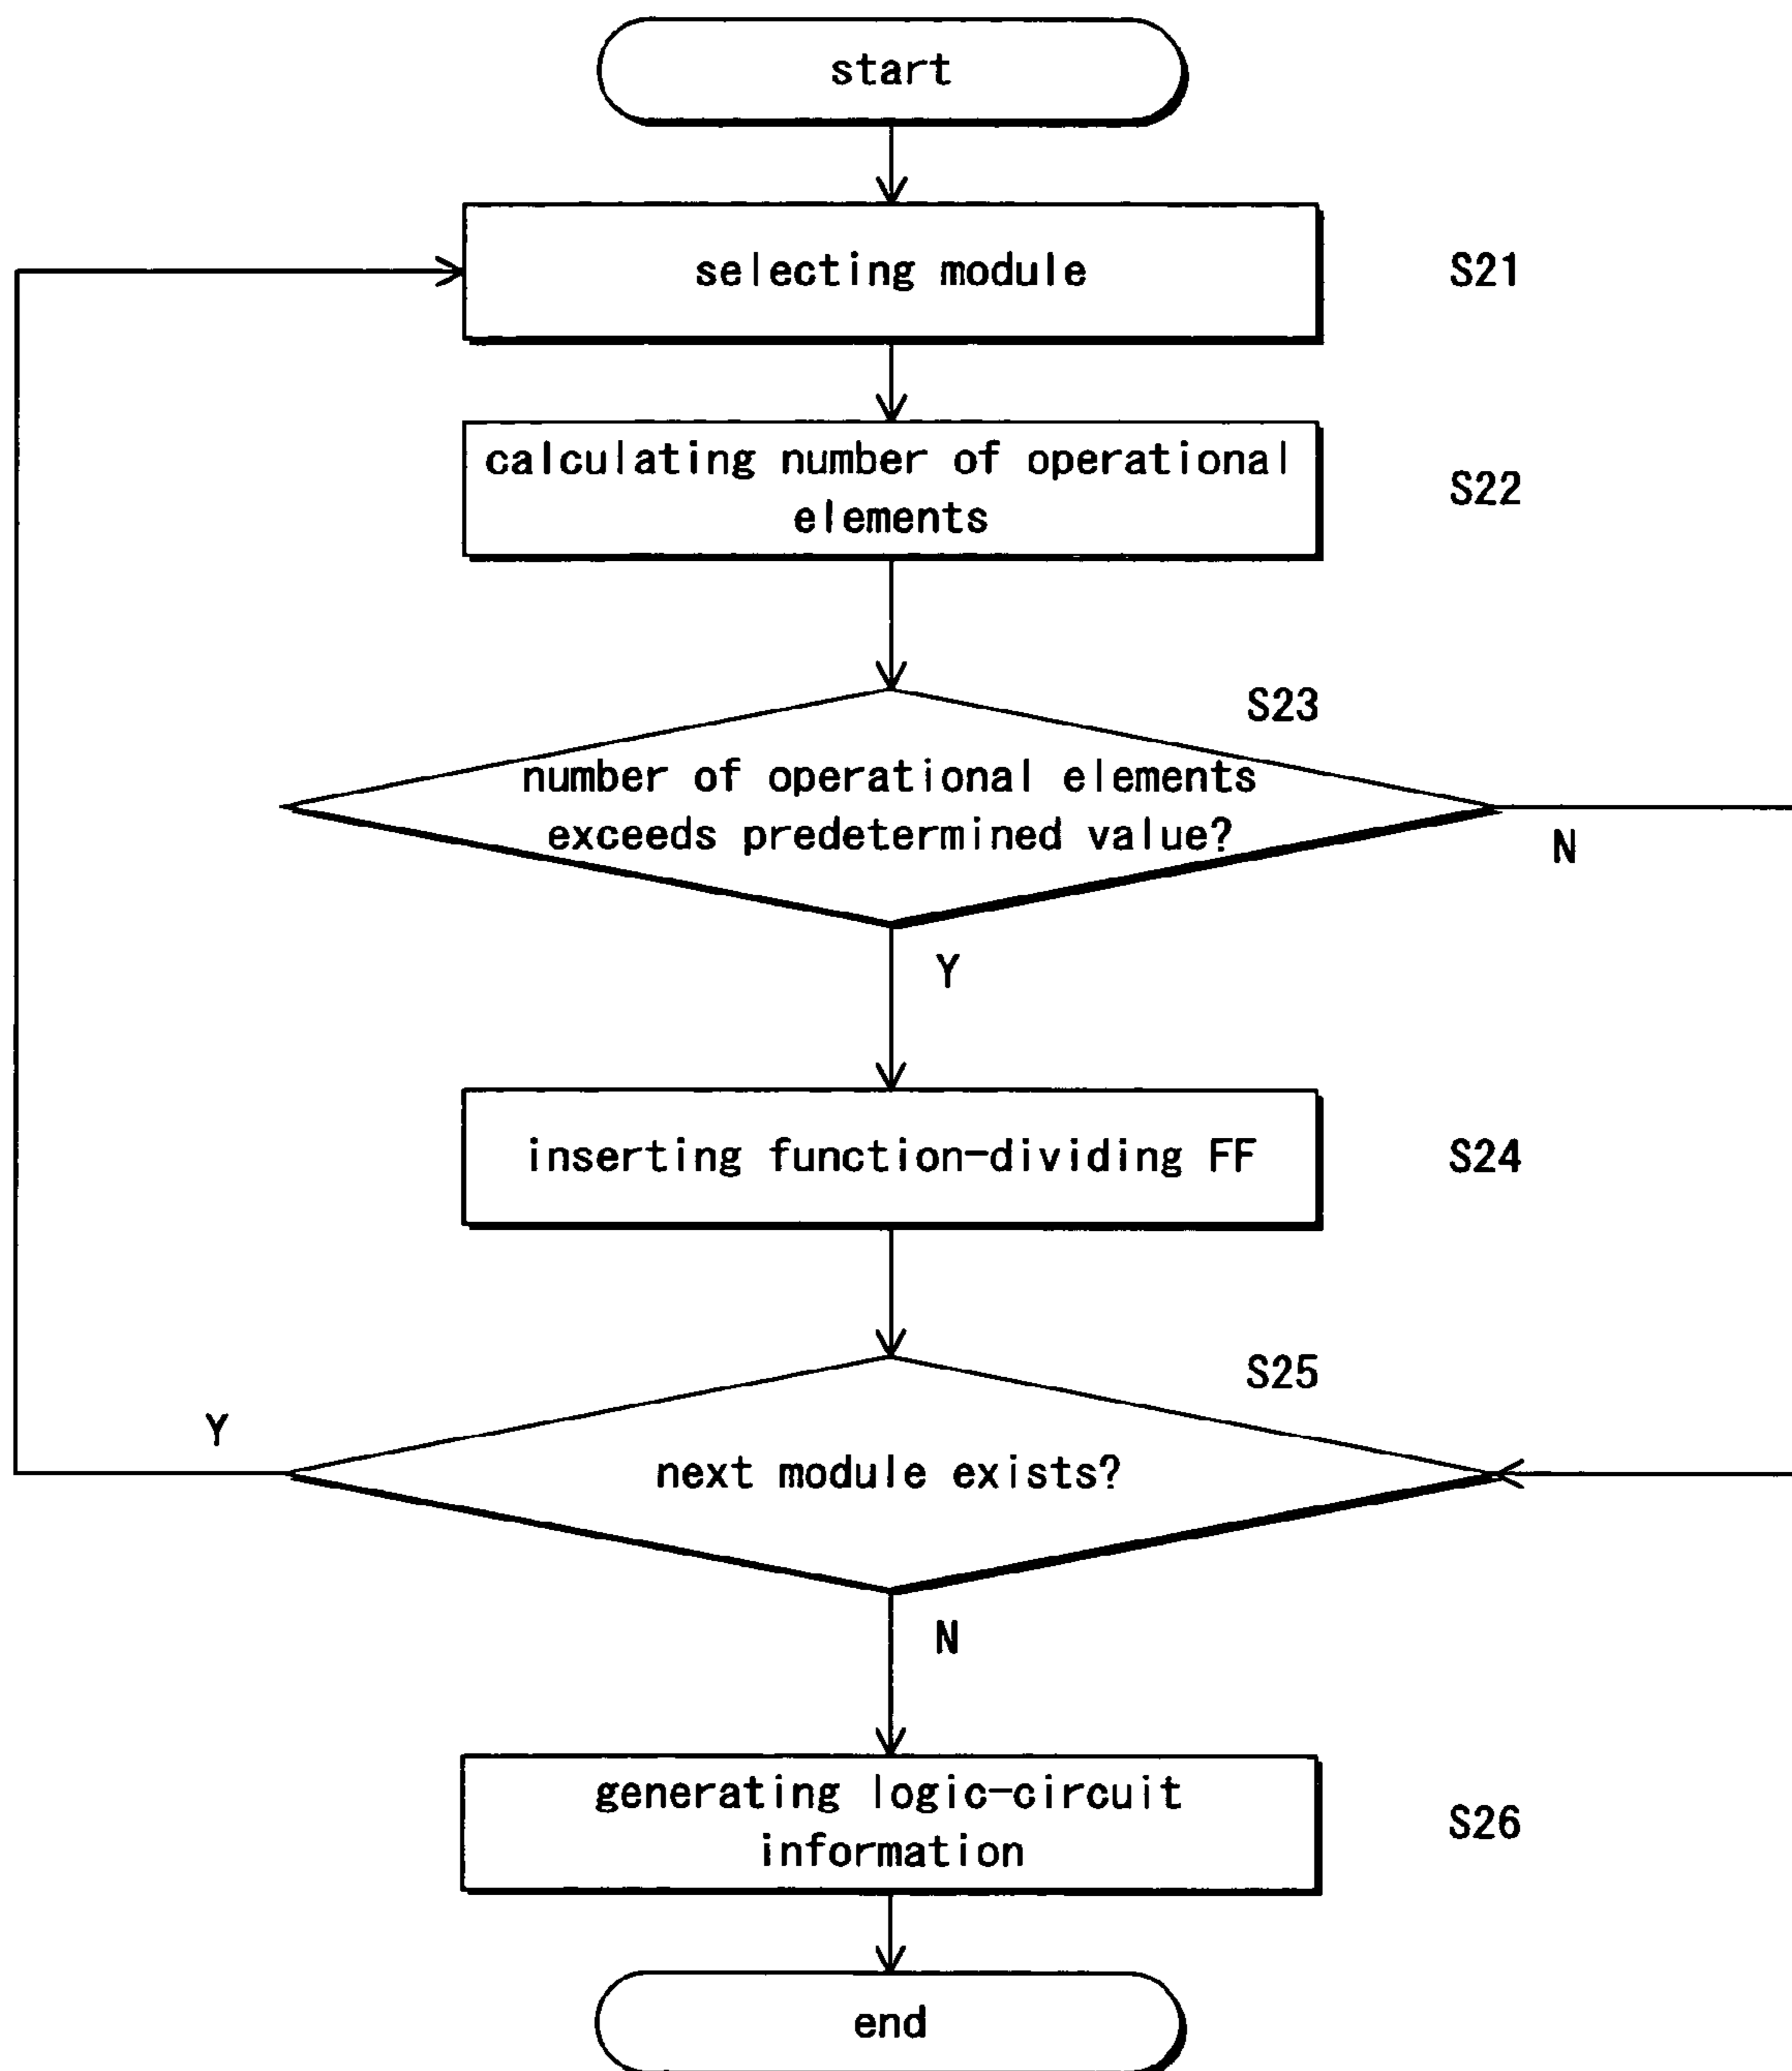 start
selecting module
S21
calculating number of operational
elements
S22
S23
number of operational elements
exceeds predetermined value?
N
Y
inserting function-dividing FF
S24
S25
Y
next module exists?
N
generating logic-circuit
information
S26
end